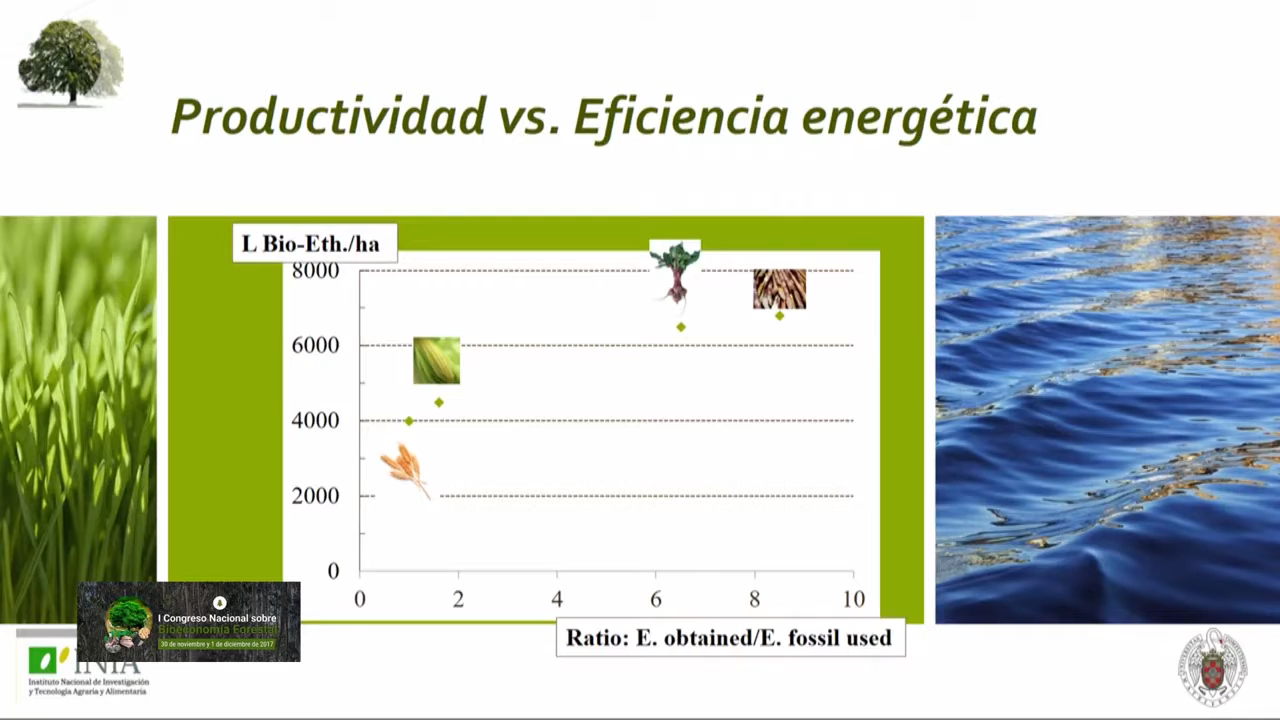 Productividad vs. Eficiencia energética
L Bio-Eth./ha
8000
6000
4000
2000
0
0 2 4 6 8 10
Ratio: E. obtained/E. fossil used
I Congreso Nacional sobre
Bioeconomía Forestal
30 de noviembre y 1 de diciembre de 2017
INIA
Instituto Nacional de Investigación
y Tecnología Agraria y Alimentaria